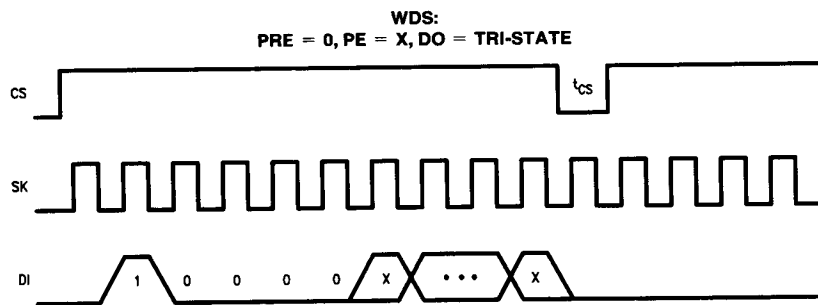 WDS:
PRE = 0, PE = X, DO = TRI-STATE
CS
tCS
SK
DI
1 0 0 0 0 X • • • X